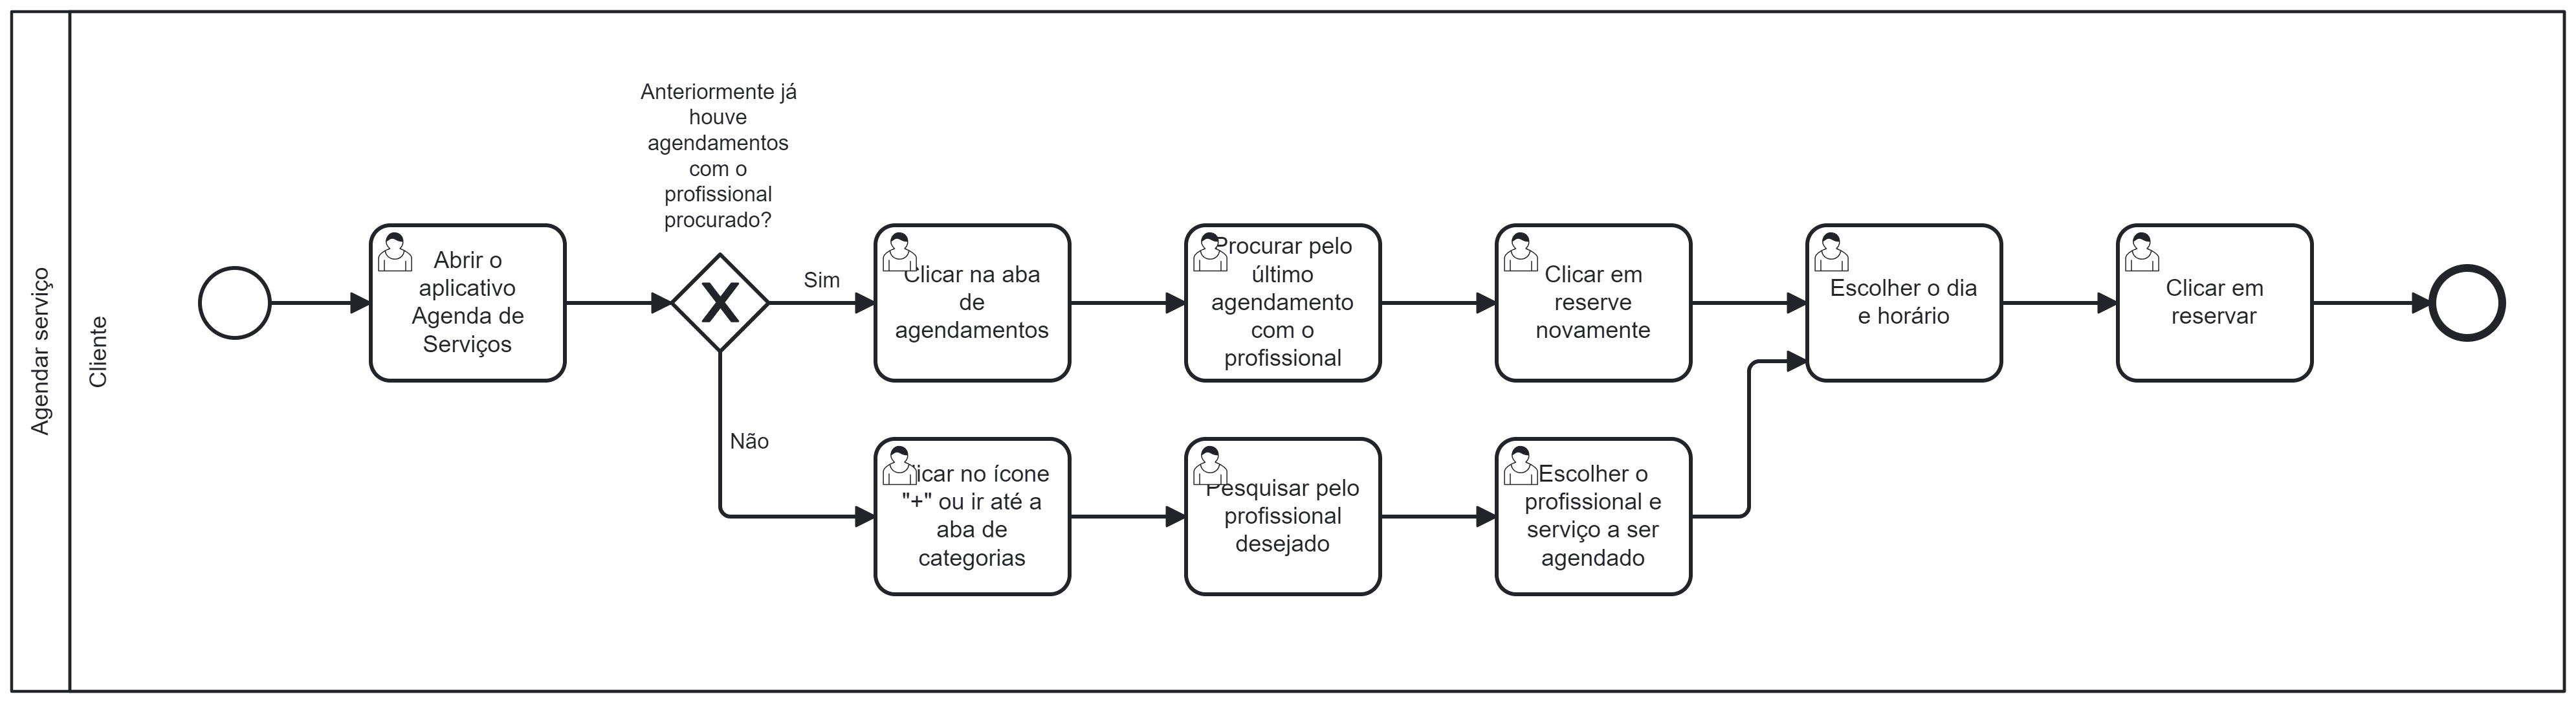 Agendar serviço
Cliente
Abrir o
aplicativo
Agenda de
Serviços
Anteriormente já
houve
agendamentos
com o
profissional
procurado?
Sim
Clicar na aba
de
agendamentos
Procurar pelo
último
agendamento
com o
profissional
Clicar em
reserve
novamente
Escolher o dia
e horário
Clicar em
reservar
Não
Clicar no ícone
"+" ou ir até a
aba de
categorias
Pesquisar pelo
profissional
desejado
Escolher o
profissional e
serviço a ser
agendado